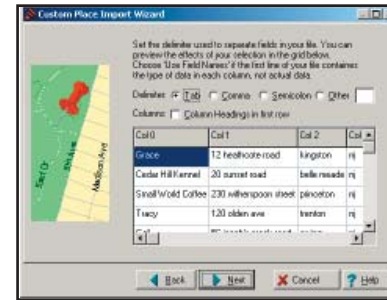 Custom Place Import Wizard
Set the delimiter used to separate fields in your file. You can
preview the effects of your selection in the grid below.
Choose 'Use Field Names' if the first line of your file contains
the type of data in each column, not actual data.
Delimiter: Tab Comma Semicolon Other
Columns: Column Headings in first row
Col 0 Col 1 Col 2 Col
Grace 12 heathcote road kingston nj
Cedar Hill Kennel 20 sunset road belle meade nj
Small World Coffee 230 witherspoon street princeton nj
Tracy 120 olden ave trenton nj
5th Ave
Madison Ave
Back Next Cancel Help